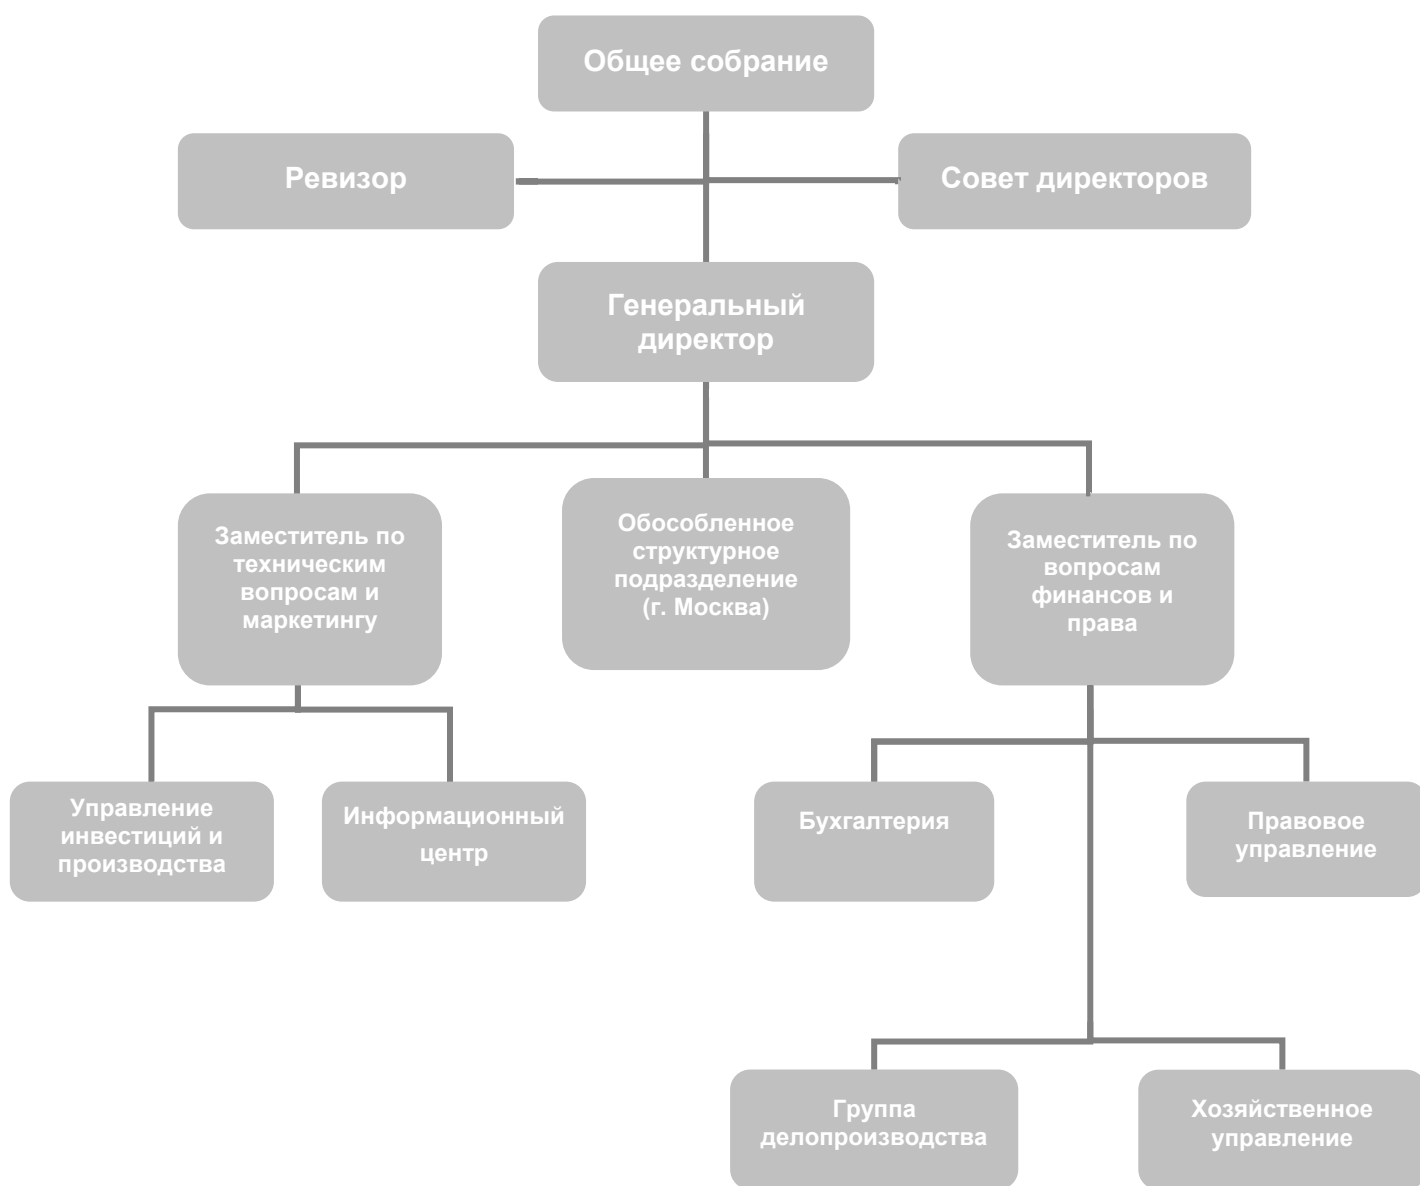 Общее собрание
Ревизор
Совет директоров
Генеральный
директор
Заместитель по
техническим
вопросам и
маркетингу
Обособленное
структурное
подразделение
(г. Москва)
Заместитель по
вопросам
финансов и
права
Управление
инвестиций и
производства
Информационный
центр
Бухгалтерия
Правовое
управление
Группа
делопроизводства
Хозяйственное
управление